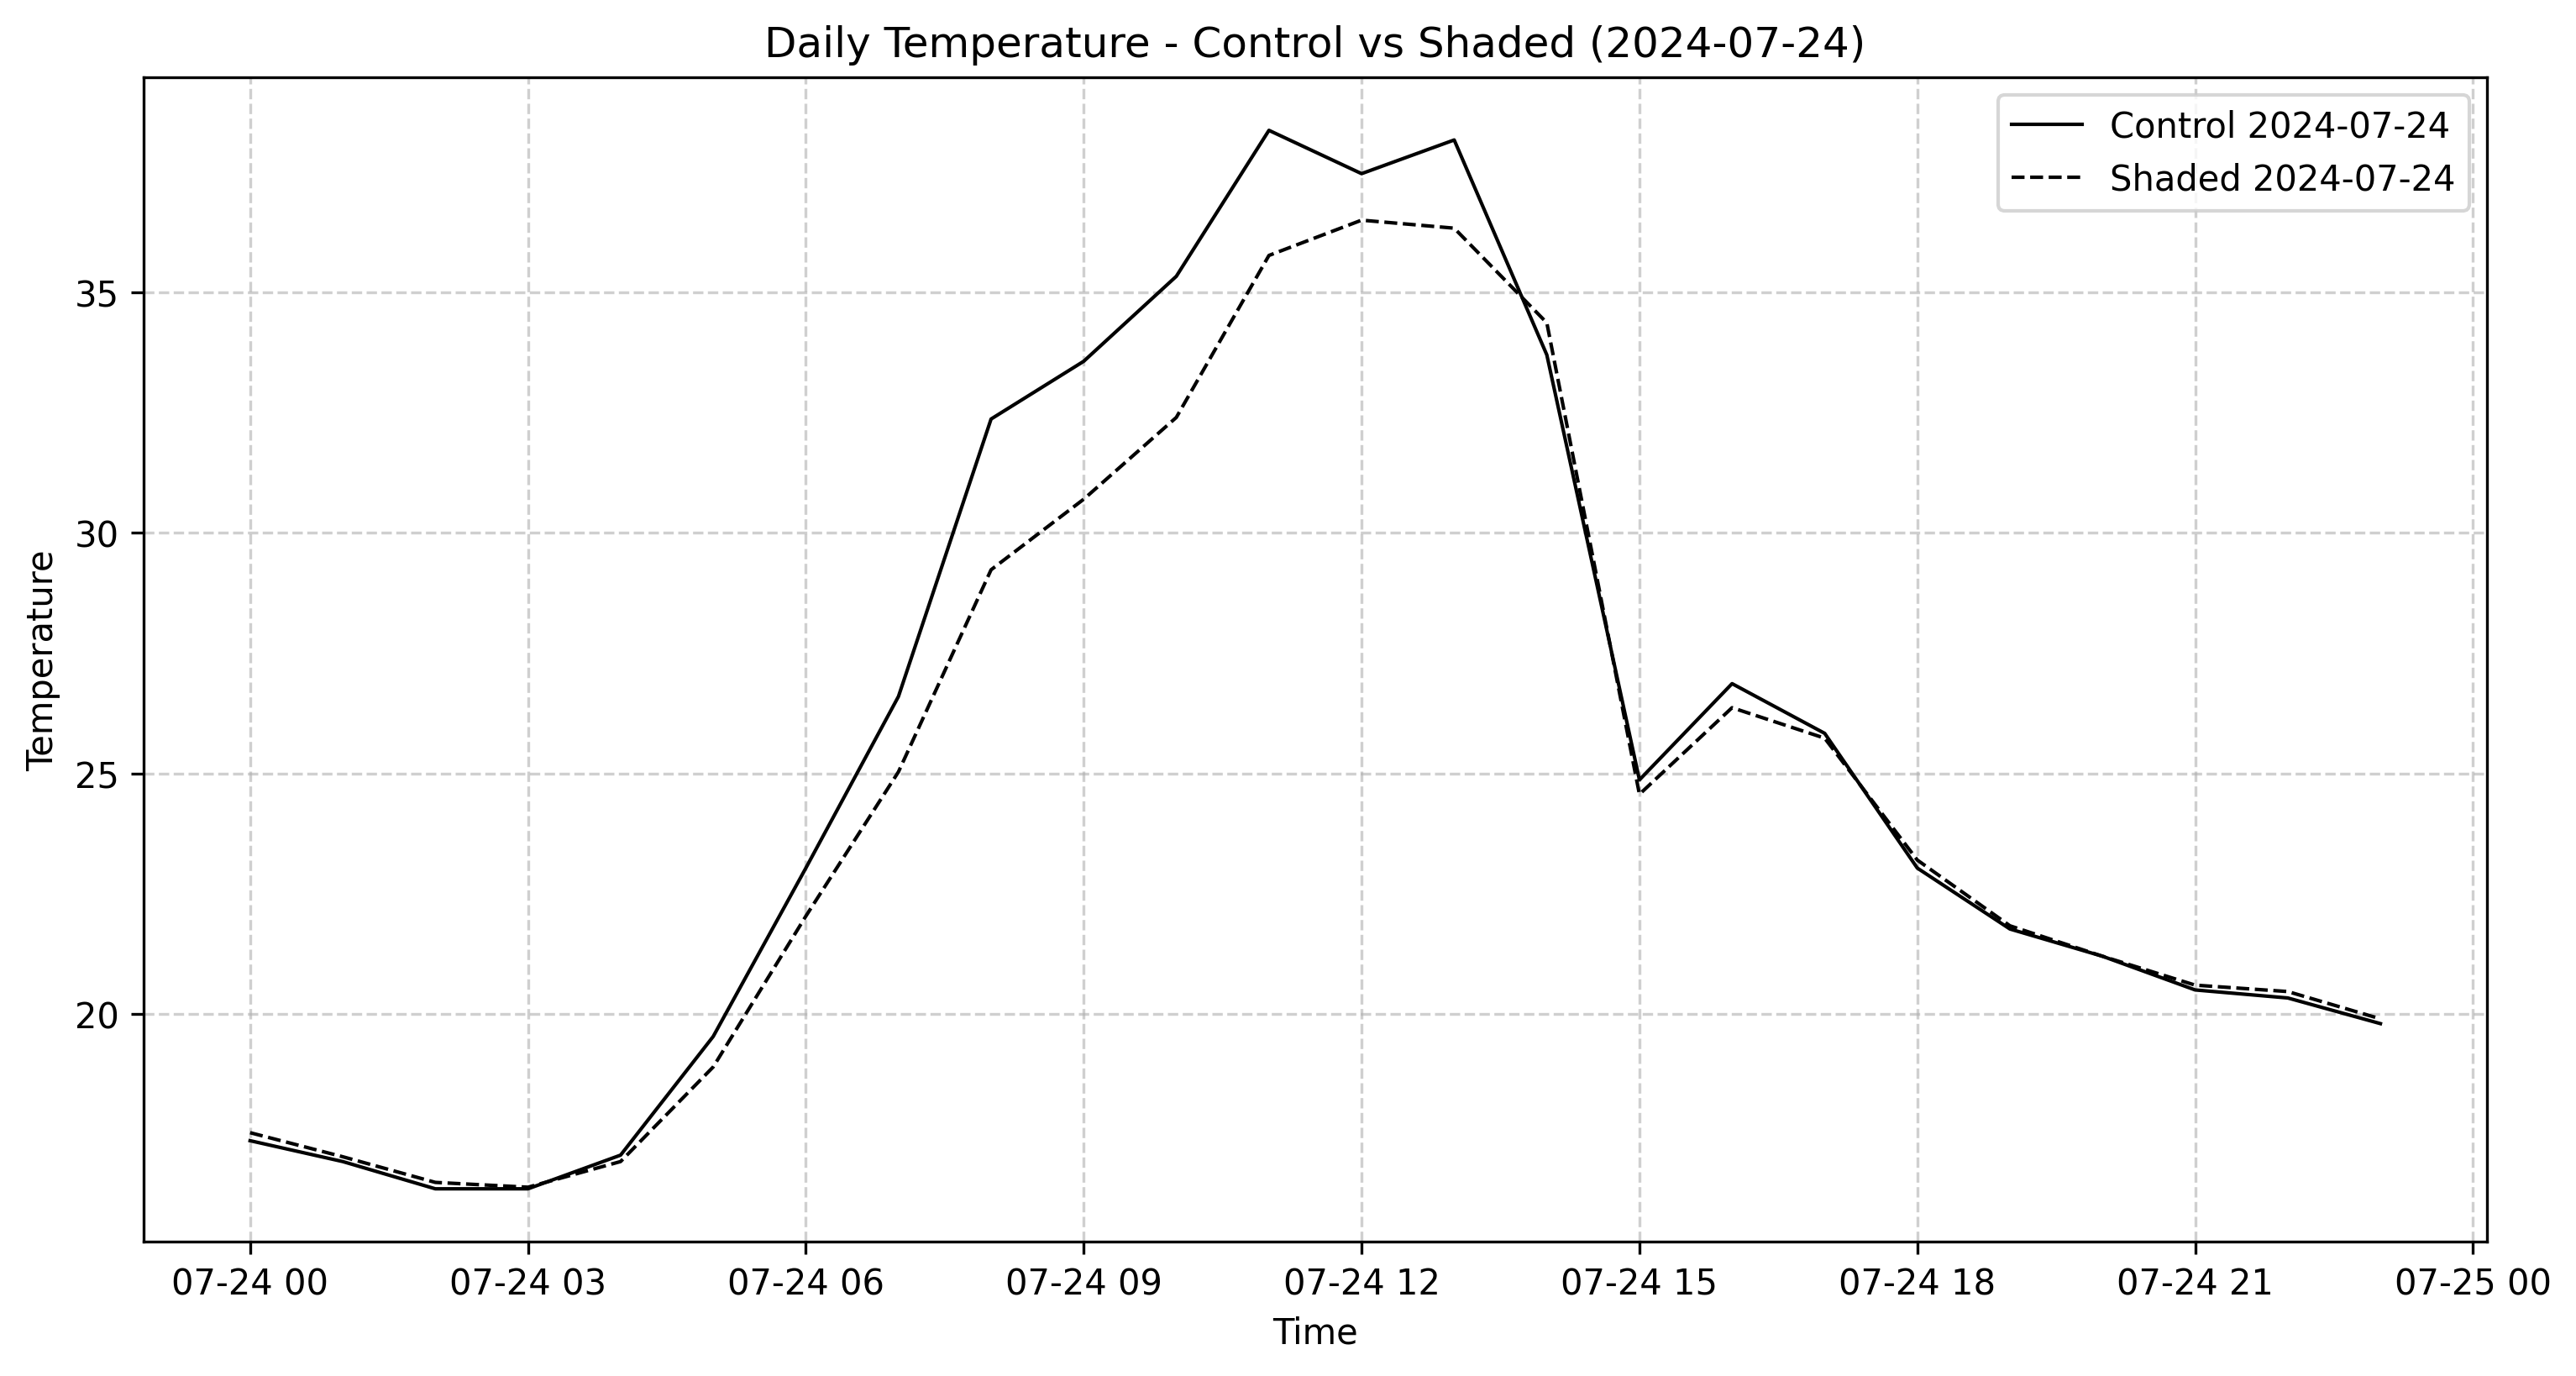 Daily Temperature - Control vs Shaded (2024-07-24)
Control 2024-07-24
Shaded 2024-07-24
Temperature
35
30
25
20
07-24 00
07-24 03
07-24 06
07-24 09
07-24 12
07-24 15
07-24 18
07-24 21
07-25 00
Time